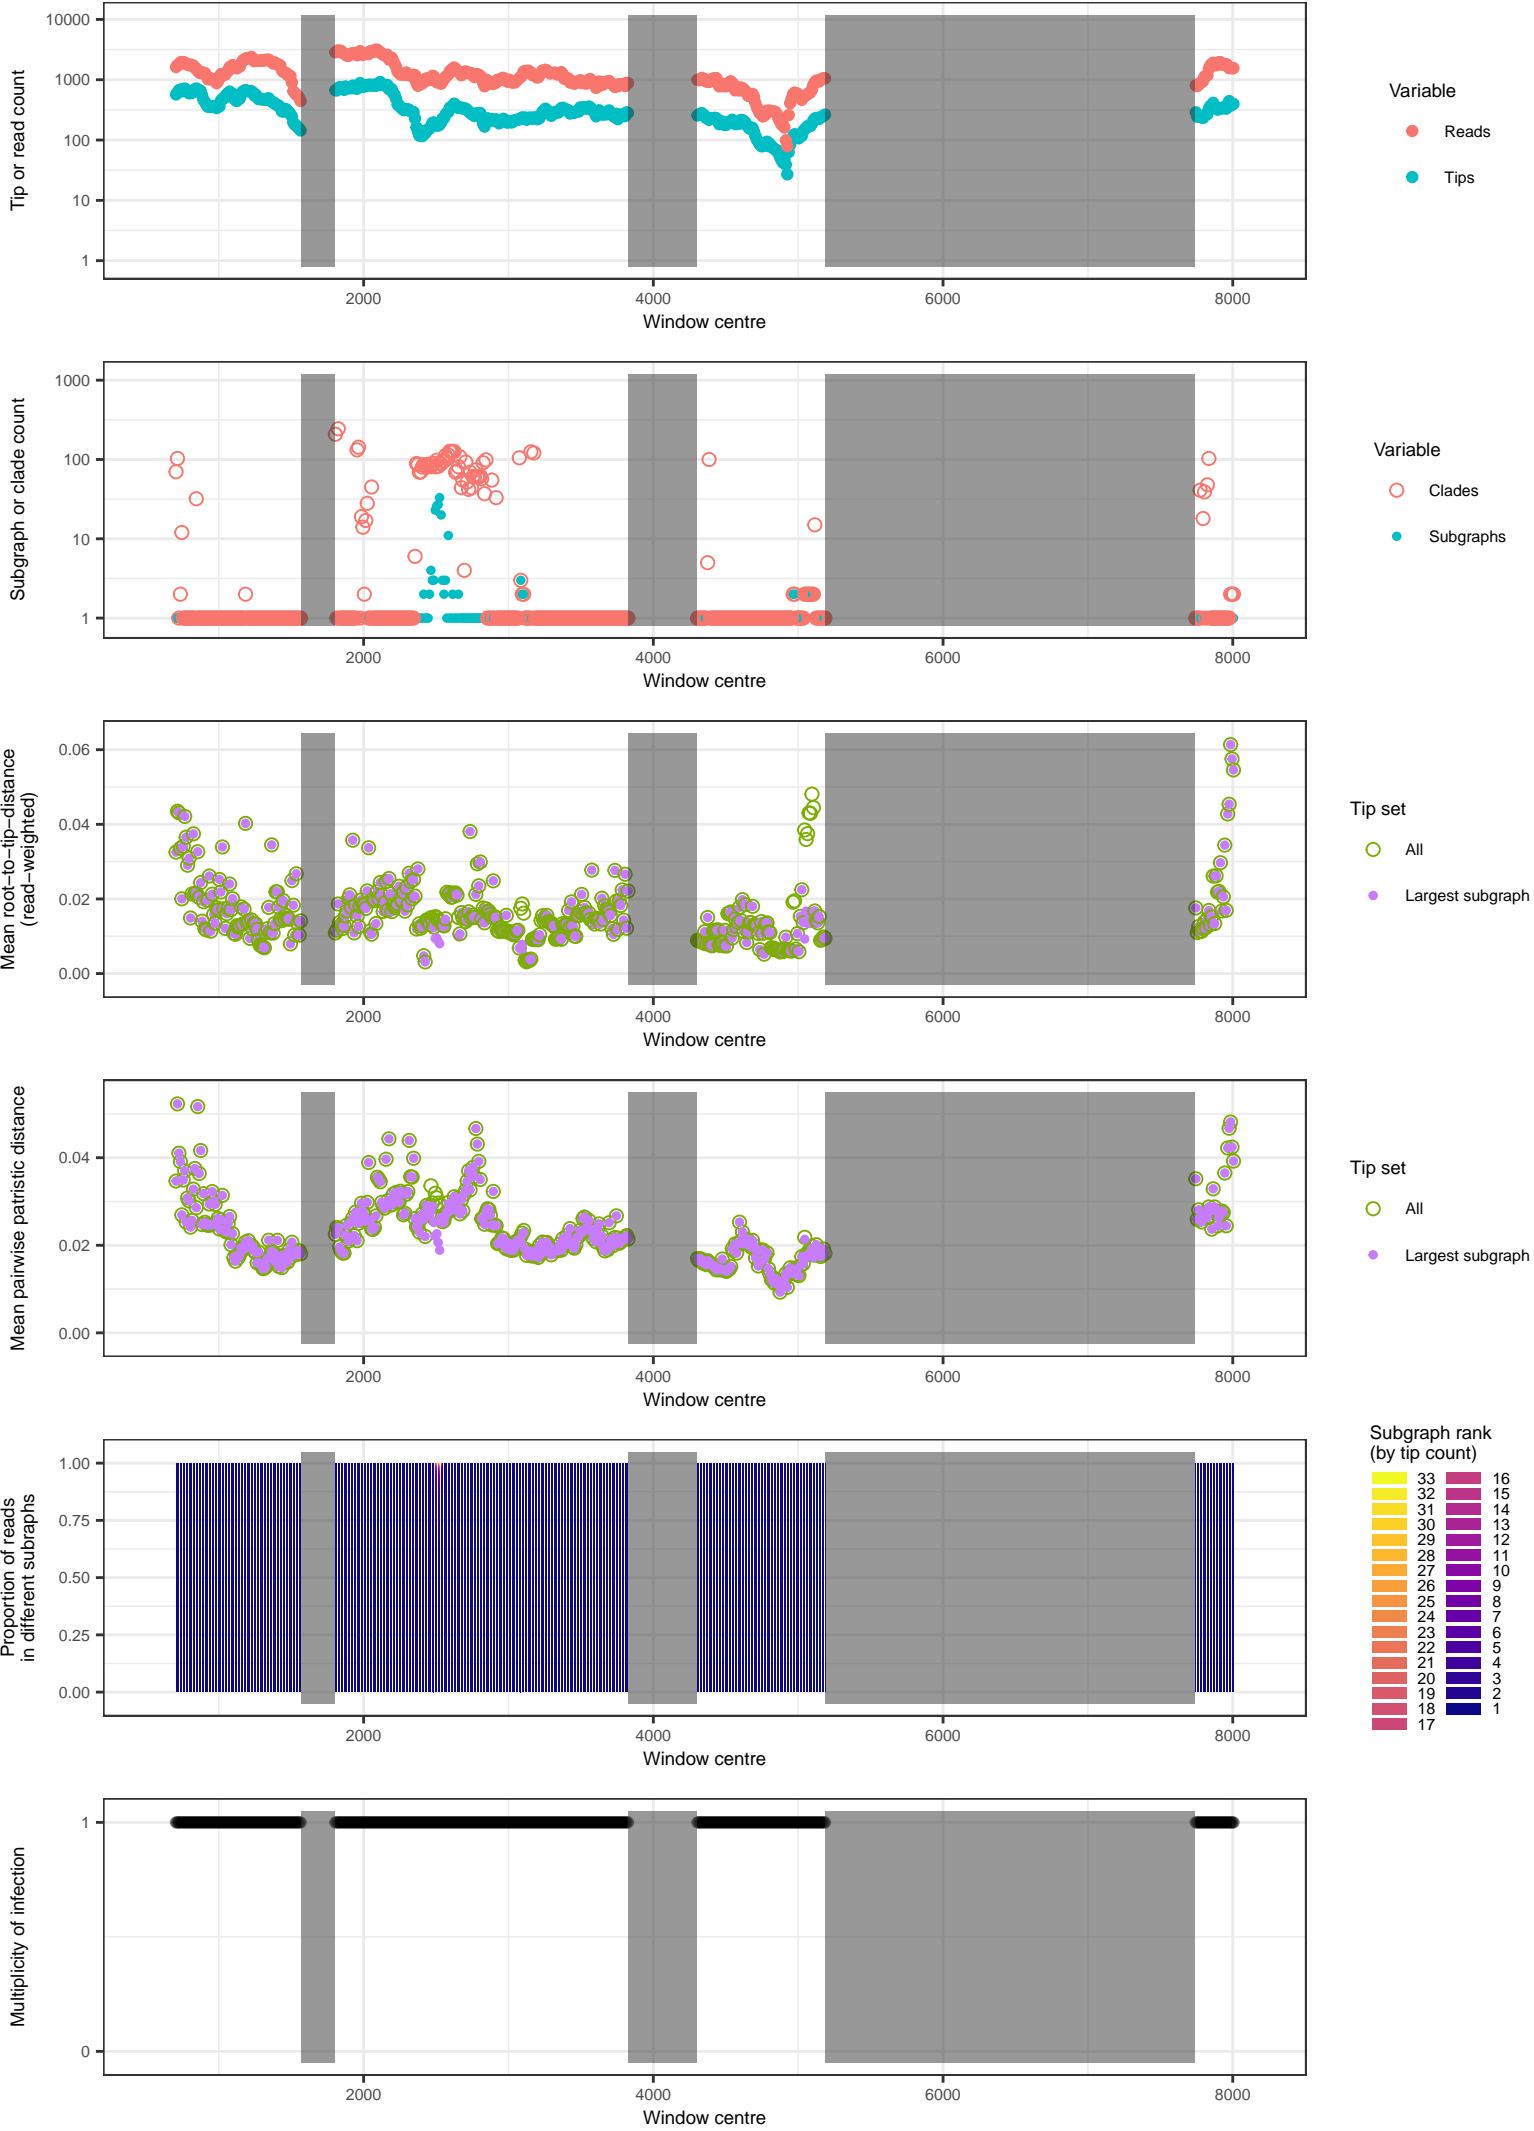 10000
1000
100
10
1
Tip or read count
2000
4000
6000
8000
Window centre
Variable
Reads
Tips
1000
100
10
1
Subgraph or clade count
2000
4000
6000
8000
Window centre
Variable
Clades
Subgraphs
0.06
0.04
0.02
0.00
Mean root−to−tip−distance
(read−weighted)
2000
4000
6000
8000
Window centre
Tip set
All
Largest subgraph
0.04
0.02
0.00
Mean pairwise patristic distance
2000
4000
6000
8000
Window centre
Tip set
All
Largest subgraph
1.00
0.75
0.50
0.25
0.00
Proportion of reads
in different subraphs
2000
4000
6000
8000
Window centre
Subgraph rank
(by tip count)
33 16
32 15
31 14
30 13
29 12
28 11
27 10
26 9
25 8
24 7
23 6
22 5
21 4
20 3
19 2
18 1
17
1
0
Multiplicity of infection
2000
4000
6000
8000
Window centre